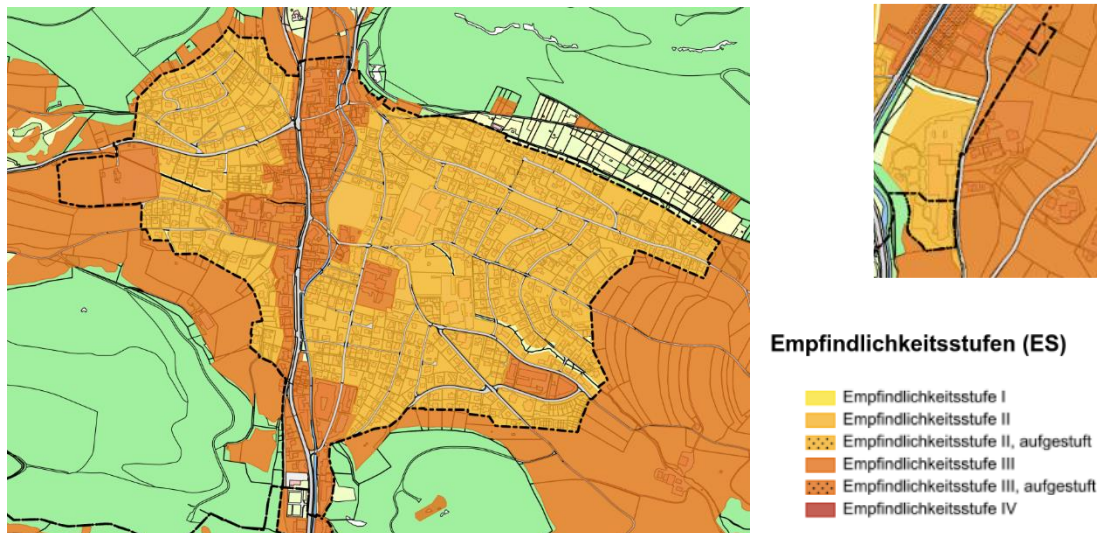 Empfindlichkeitsstufen (ES)
Empfindlichkeitsstufe I
Empfindlichkeitsstufe II
Empfindlichkeitsstufe II, aufgestuft
Empfindlichkeitsstufe III
Empfindlichkeitsstufe III, aufgestuft
Empfindlichkeitsstufe IV